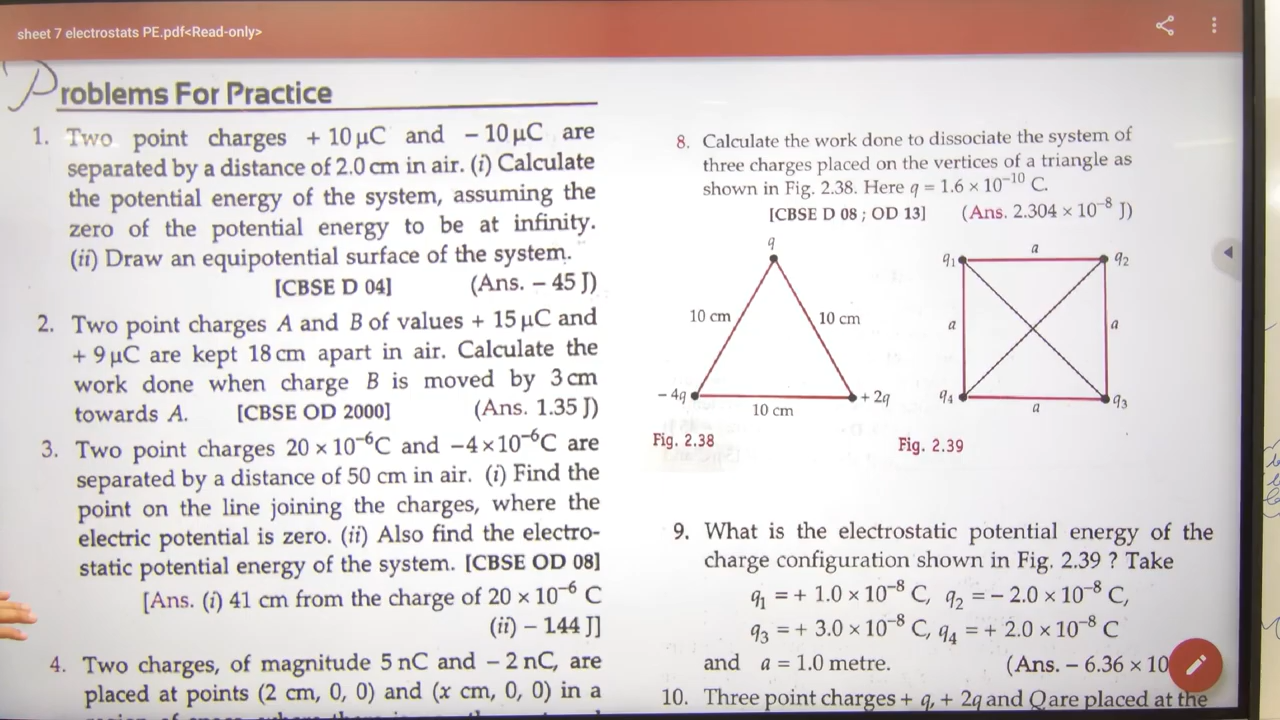 sheet 7 electrostats PE.pdf<Read-only>
Problems For Practice
1. Two point charges + 10 μC and − 10 μC are
separated by a distance of 2.0 cm in air. (i) Calculate
the potential energy of the system, assuming the
zero of the potential energy to be at infinity.
(ii) Draw an equipotential surface of the system.
[CBSE D 04] (Ans. − 45 J)
2. Two point charges A and B of values + 15 μC and
+ 9 μC are kept 18 cm apart in air. Calculate the
work done when charge B is moved by 3 cm
towards A. [CBSE OD 2000] (Ans. 1.35 J)
3. Two point charges 20 × 10⁻⁶C and −4 × 10⁻⁶C are
separated by a distance of 50 cm in air. (i) Find the
point on the line joining the charges, where the
electric potential is zero. (ii) Also find the electro-
static potential energy of the system. [CBSE OD 08]
[Ans. (i) 41 cm from the charge of 20 × 10⁻⁶ C
(ii) − 144 J]
4. Two charges, of magnitude 5 nC and − 2 nC, are
placed at points (2 cm, 0, 0) and (x cm, 0, 0) in a
8. Calculate the work done to dissociate the system of
three charges placed on the vertices of a triangle as
shown in Fig. 2.38. Here q = 1.6 × 10⁻¹⁰ C.
[CBSE D 08 ; OD 13] (Ans. 2.304 × 10⁻⁸ J)
q
10 cm 10 cm
− 4q + 2q
10 cm
Fig. 2.38
a
q₁ q₂
a a
q₄ q₃
a
Fig. 2.39
9. What is the electrostatic potential energy of the
charge configuration shown in Fig. 2.39 ? Take
q₁ = + 1.0 × 10⁻⁸ C, q₂ = − 2.0 × 10⁻⁸ C,
q₃ = + 3.0 × 10⁻⁸ C, q₄ = + 2.0 × 10⁻⁸ C
and a = 1.0 metre. (Ans. − 6.36 × 10
10. Three point charges + q, + 2q and Q are placed at the